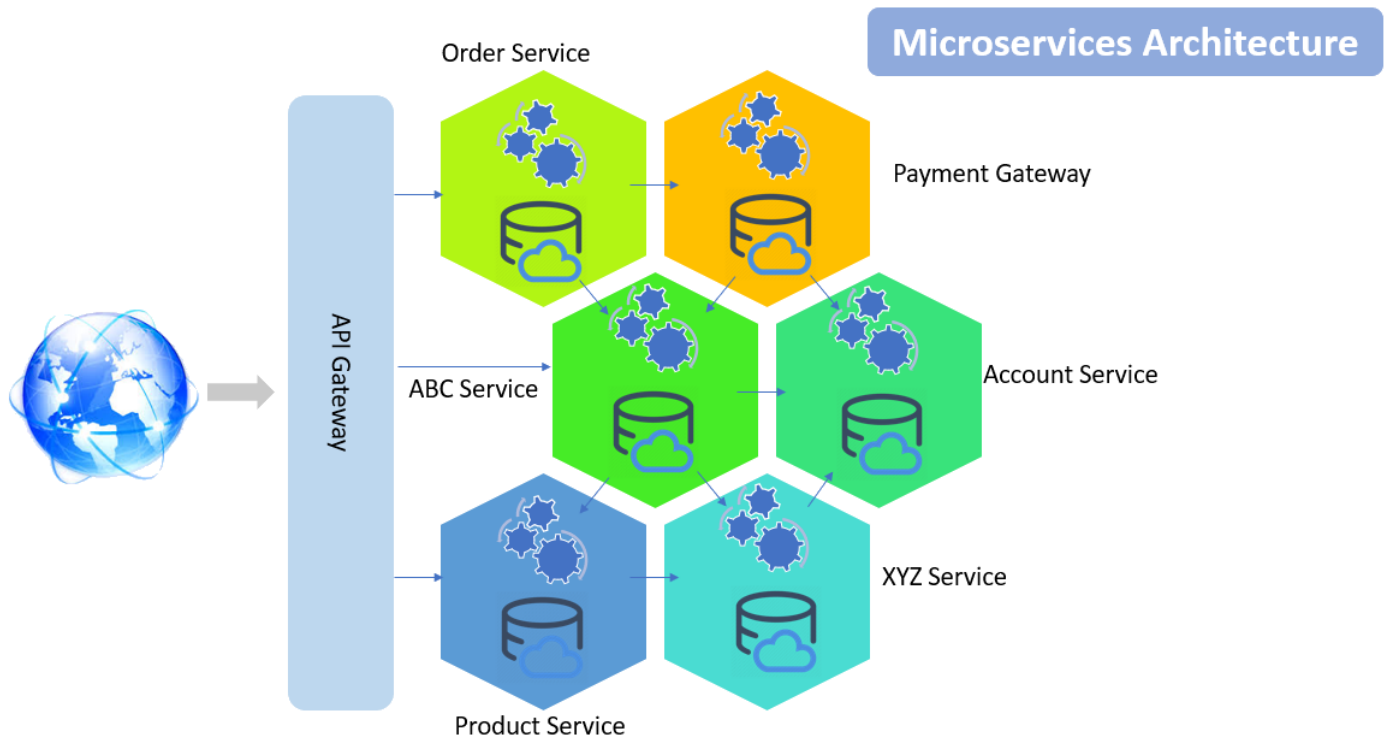 Microservices Architecture
Order Service
Payment Gateway
API Gateway
ABC Service
Account Service
XYZ Service
Product Service